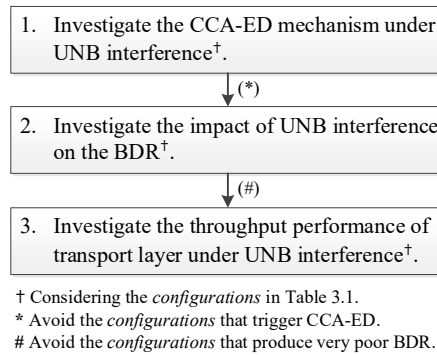 1. Investigate the CCA-ED mechanism under
UNB interference†.
(*)
2. Investigate the impact of UNB interference
on the BDR†.
(#)
3. Investigate the throughput performance of
transport layer under UNB interference†.
† Considering the configurations in Table 3.1.
* Avoid the configurations that trigger CCA-ED.
# Avoid the configurations that produce very poor BDR.